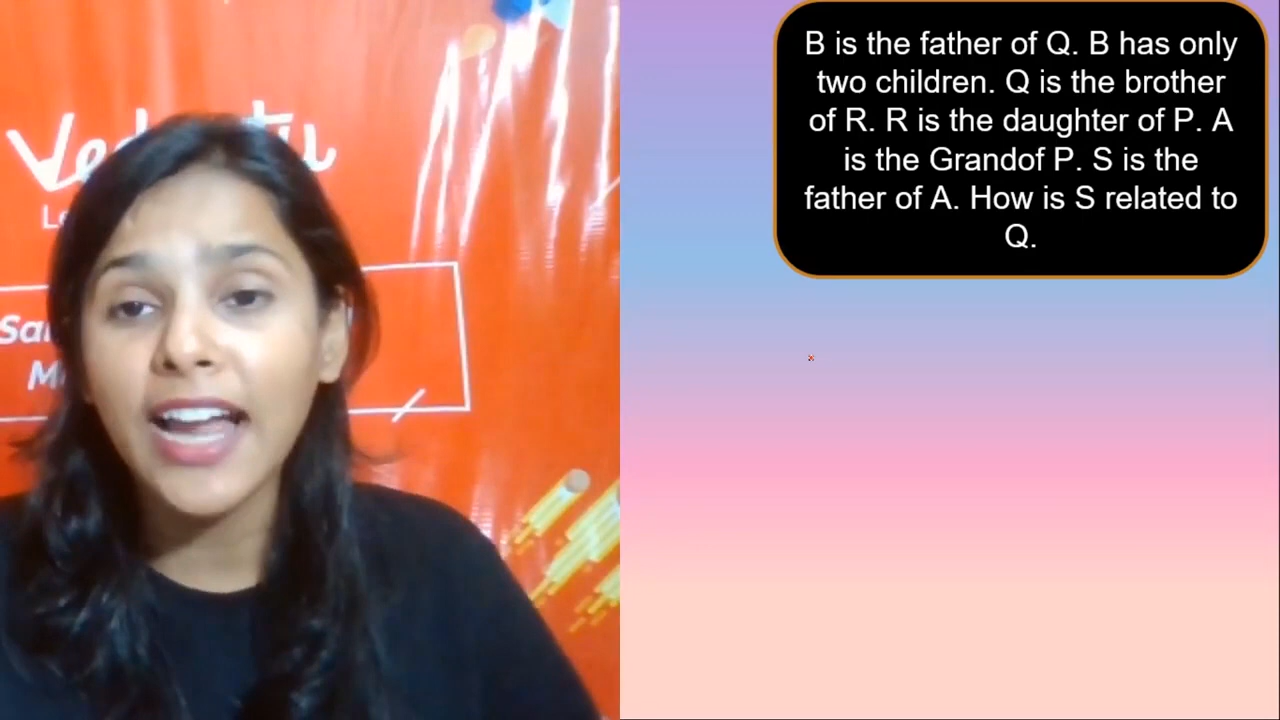 B is the father of Q. B has only
two children. Q is the brother
of R. R is the daughter of P. A
is the Grandof P. S is the
father of A. How is S related to
Q.